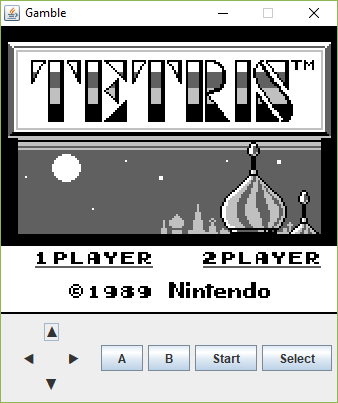 Gamble
TETRIS™
1PLAYER 2PLAYER
©1989 Nintendo
A B Start Select